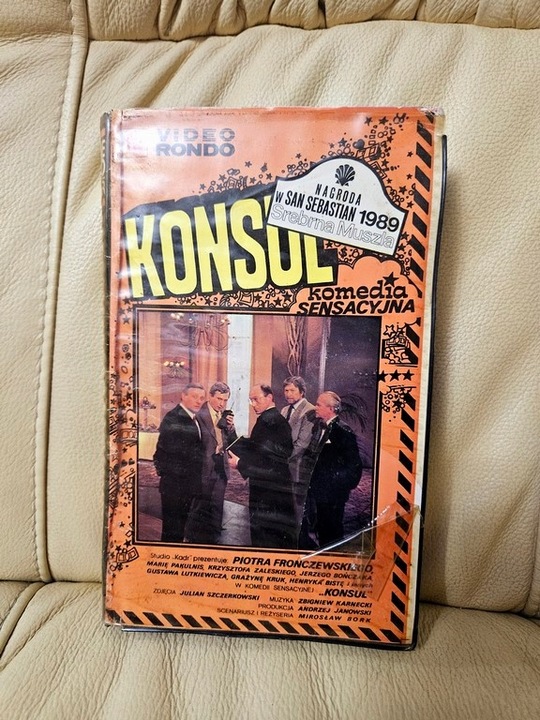 VIDEO
RONDO
NAGRODA
W SAN SEBASTIAN 1989
Srebrna Muszla
KONSUL
komedia
SENSACYJNA
Studio „Kadr" prezentuje: PIOTRA FRONCZEWSKIEGO,
MARIĘ PAKULNIS, KRZYSZTOFA ZALESKIEGO, JERZEGO BOŃCZAKA
GUSTAWA LUTKIEWICZA, GRAŻYNĘ KRUK, HENRYKA BISTĘ i innych
W KOMEDII SENSACYJNEJ „KONSUL"
ZDJĘCIA JULIAN SZCZERKOWSKI MUZYKA ZBIGNIEW KARNECKI
PRODUKCJA ANDRZEJ JANOWSKI
SCENARIUSZ I REŻYSERIA MIROSŁAW BORK